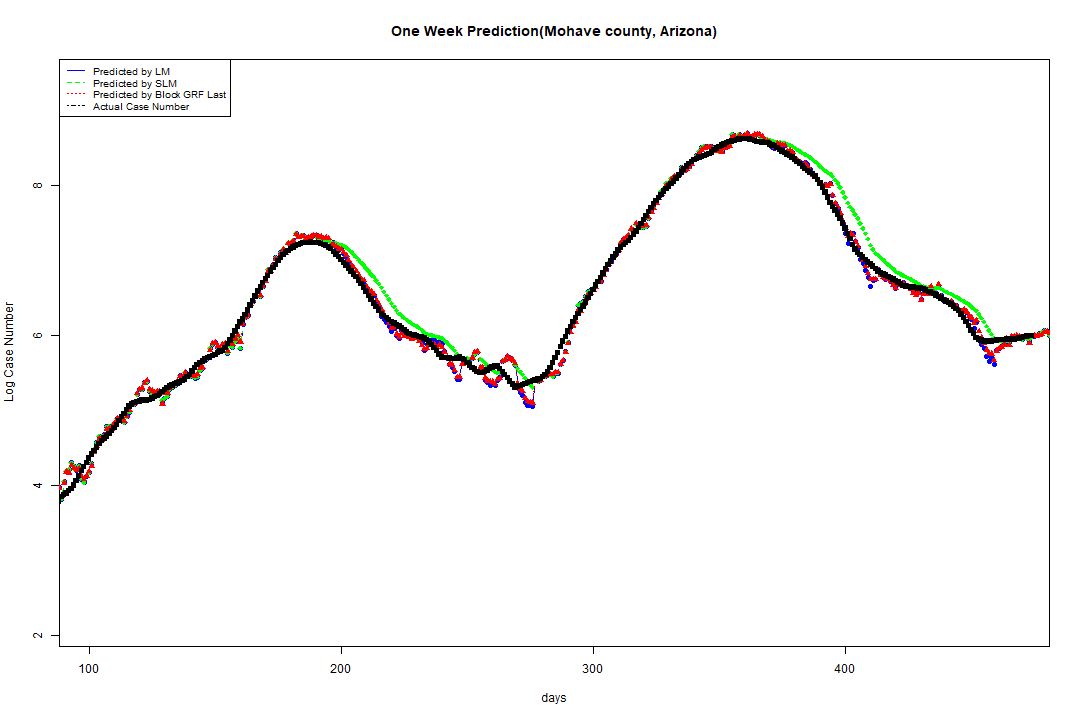 One Week Prediction(Mohave county, Arizona)
Predicted by LM
Predicted by SLM
Predicted by Block GRF Last
Actual Case Number
8
6
4
2
Log Case Number
100 200 300 400
days